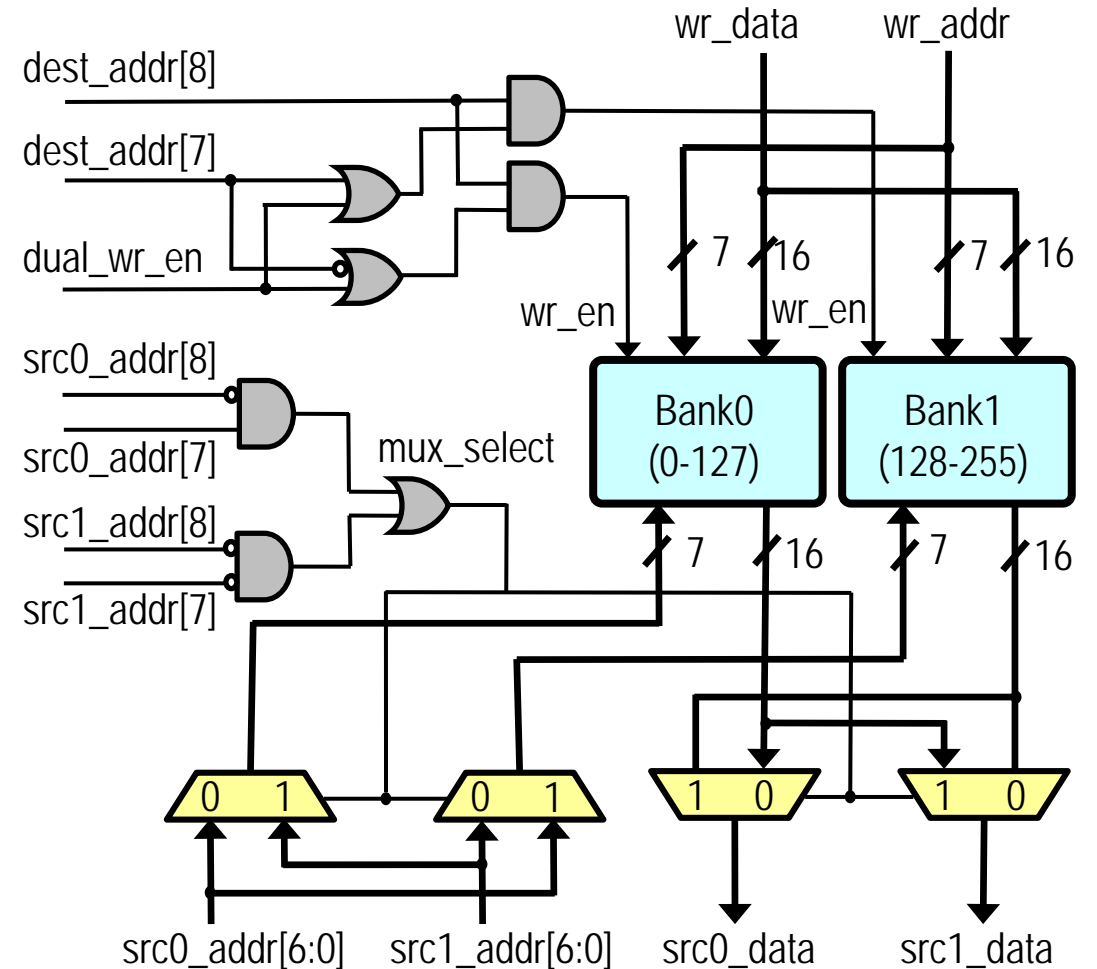 wr_data
wr_addr
dest_addr[8]
dest_addr[7]
dual_wr_en
7
16
7
16
wr_en
wr_en
src0_addr[8]
src0_addr[7]
mux_select
src1_addr[8]
src1_addr[7]
Bank0
(0-127)
Bank1
(128-255)
7
16
7
16
0 1
0 1
1 0
1 0
src0_addr[6:0]
src1_addr[6:0]
src0_data
src1_data